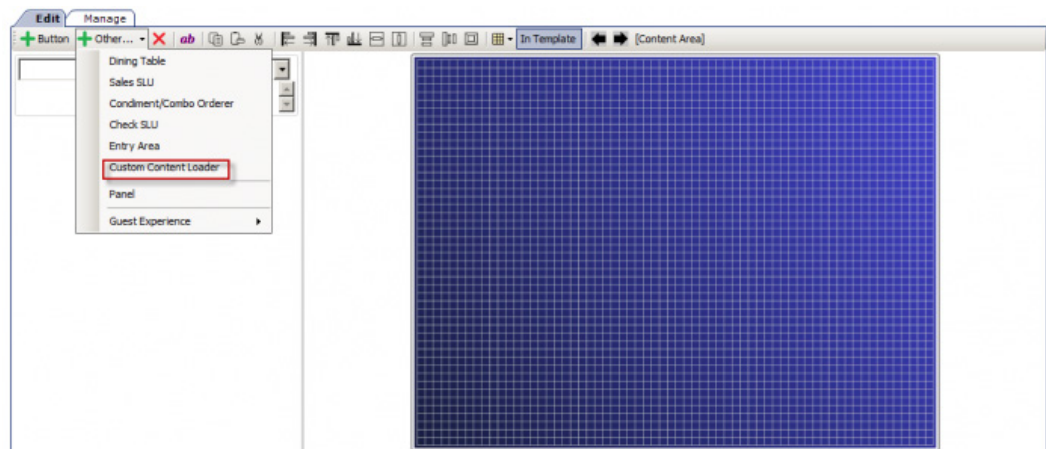 Edit Manage
Button Other... ab In Template [Content Area]
Dining Table
Sales SLU
Condiment/Combo Orderer
Check SLU
Entry Area
Custom Content Loader
Panel
Guest Experience